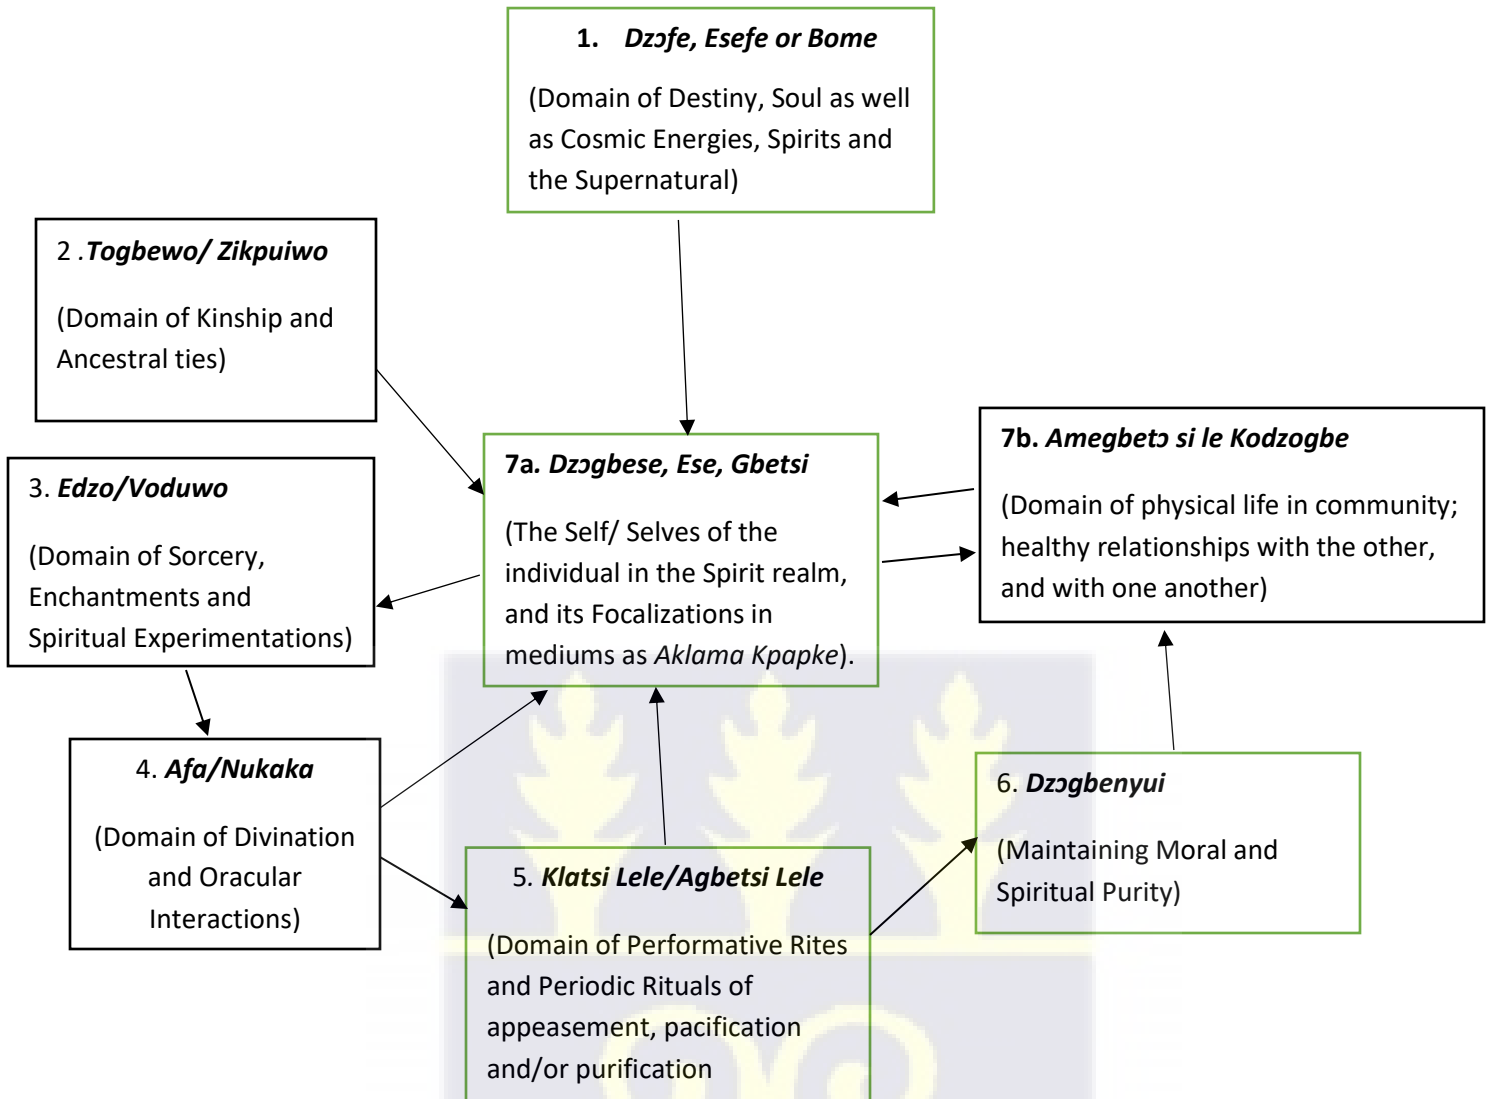 1. Dzɔfe, Esefe or Bome
(Domain of Destiny, Soul as well
as Cosmic Energies, Spirits and
the Supernatural)
2 .Togbewo/ Zikpuiwo
(Domain of Kinship and
Ancestral ties)
3. Edzo/Voduwo
(Domain of Sorcery,
Enchantments and
Spiritual Experimentations)
7a. Dzɔgbese, Ese, Gbetsi
(The Self/ Selves of the
individual in the Spirit realm,
and its Focalizations in
mediums as Aklama Kpapke).
7b. Amegbetɔ si le Kodzogbe
(Domain of physical life in community;
healthy relationships with the other,
and with one another)
4. Afa/Nukaka
(Domain of Divination
and Oracular
Interactions)
5. Klatsi Lele/Agbetsi Lele
(Domain of Performative Rites
and Periodic Rituals of
appeasement, pacification
and/or purification
6. Dzɔgbenyui
(Maintaining Moral and
Spiritual Purity)